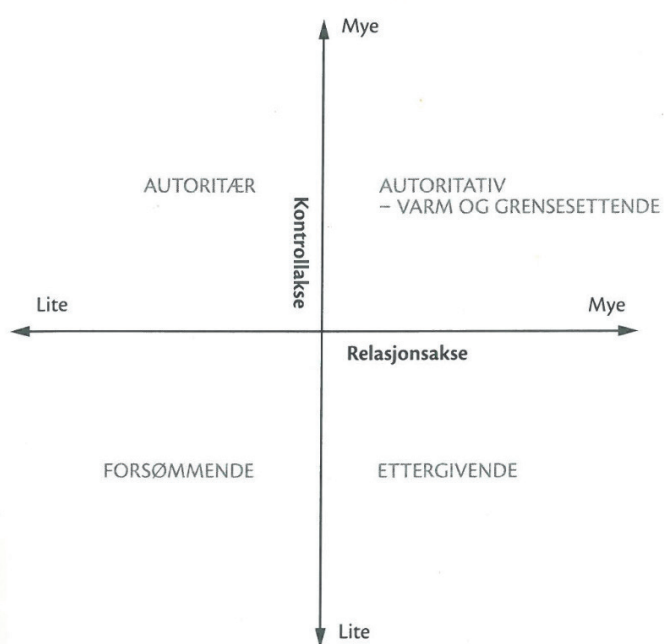 Mye
AUTORITÆR
AUTORITATIV
– VARM OG GRENSESETTENDE
Kontrollakse
Lite
Mye
Relasjonsakse
FORSØMMENDE
ETTERGIVENDE
Lite